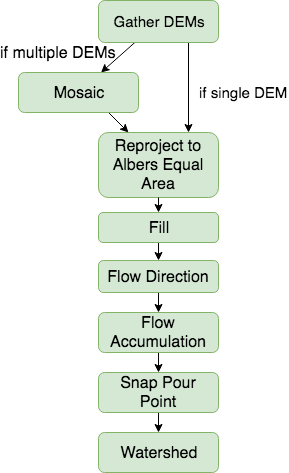 Gather DEMs
if multiple DEMs
Mosaic
if single DEM
Reproject to
Albers Equal
Area
Fill
Flow Direction
Flow
Accumulation
Snap Pour
Point
Watershed